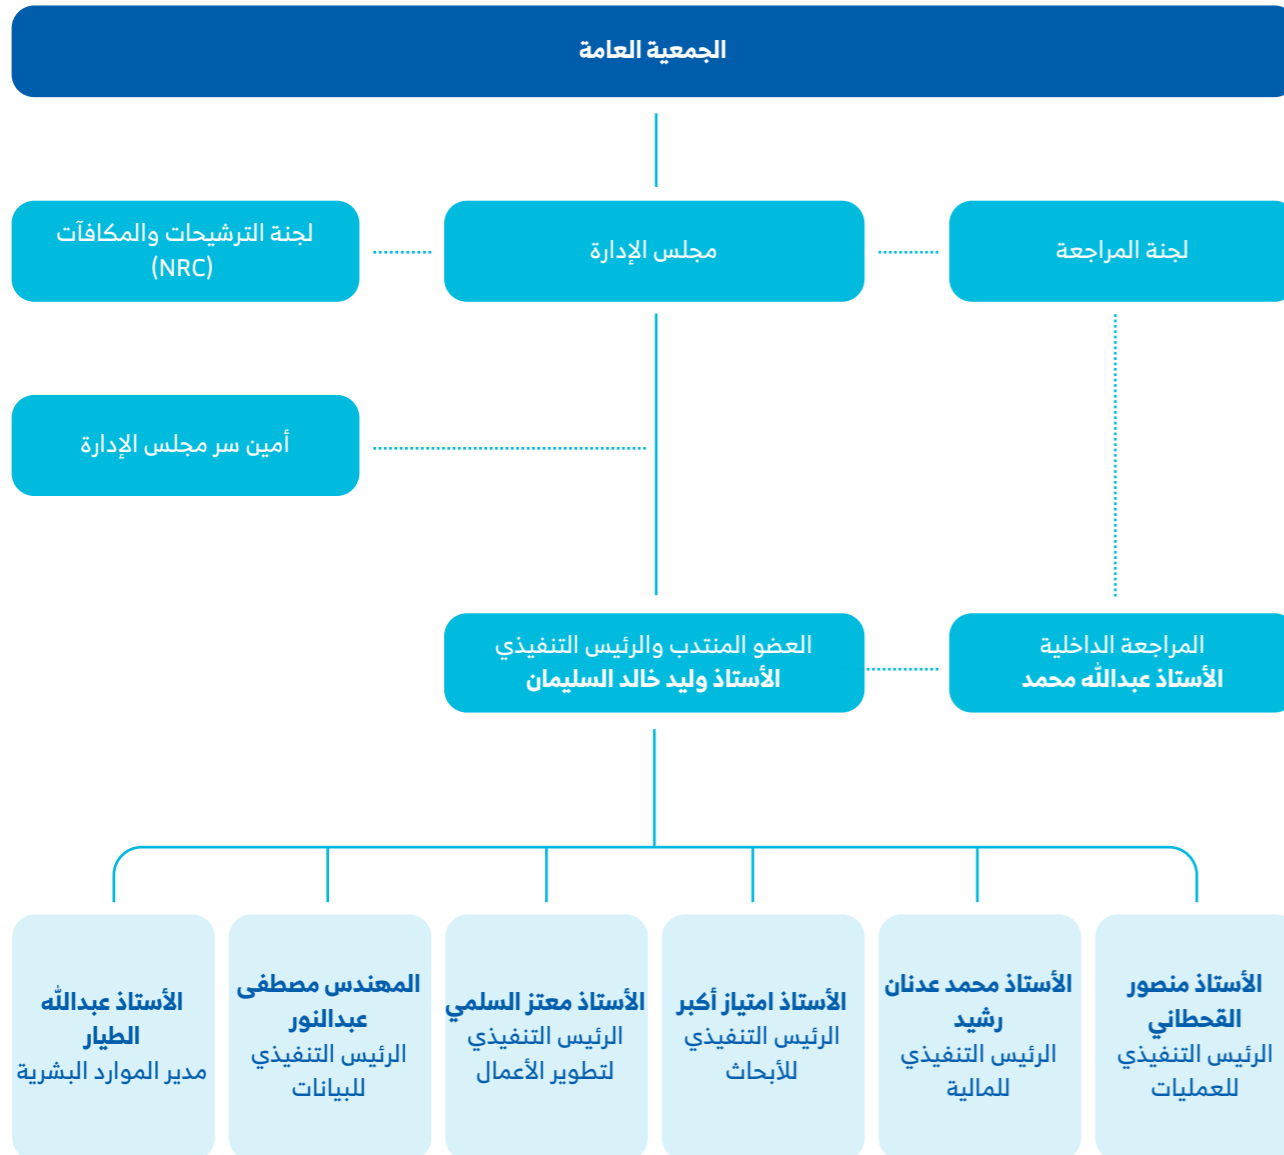 الجمعية العامة
لجنة المراجعة
مجلس الإدارة
لجنة الترشيحات والمكافآت
(NRC)
أمين سر مجلس الإدارة
المراجعة الداخلية
الأستاذ عبدالله محمد
العضو المنتدب والرئيس التنفيذي
الأستاذ وليد خالد السليمان
الأستاذ منصور
القحطاني
الرئيس التنفيذي
للعمليات
الأستاذ محمد عدنان
رشيد
الرئيس التنفيذي
للمالية
الأستاذ امتياز أكبر
الرئيس التنفيذي
للأبحاث
الأستاذ معتز السلمي
الرئيس التنفيذي
لتطوير الأعمال
المهندس مصطفى
عبدالنور
الرئيس التنفيذي
للبيانات
الأستاذ عبدالله
الطيار
مدير الموارد البشرية